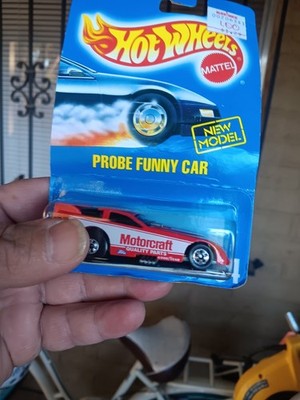 Hot Wheels
MATTEL
NEW
MODEL
PROBE FUNNY CAR
Motorcraft
QUALITY PARTS